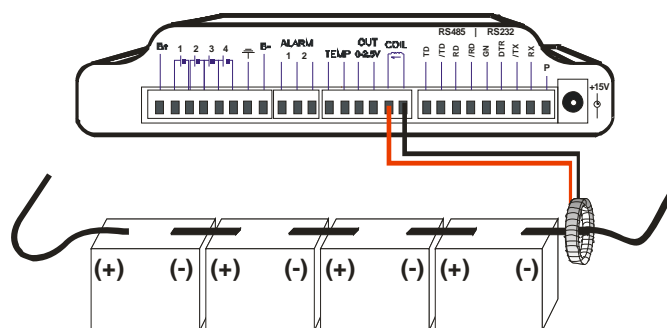 RS485 | RS232
B+ 1 2 3 4 B-
ALARM
1 2
TEMP
OUT
0-2.5V
COIL
TD /TD RD /RD GN DTR /TX RX P
+15V
(+) (-) (+) (-) (+) (-) (+) (-)